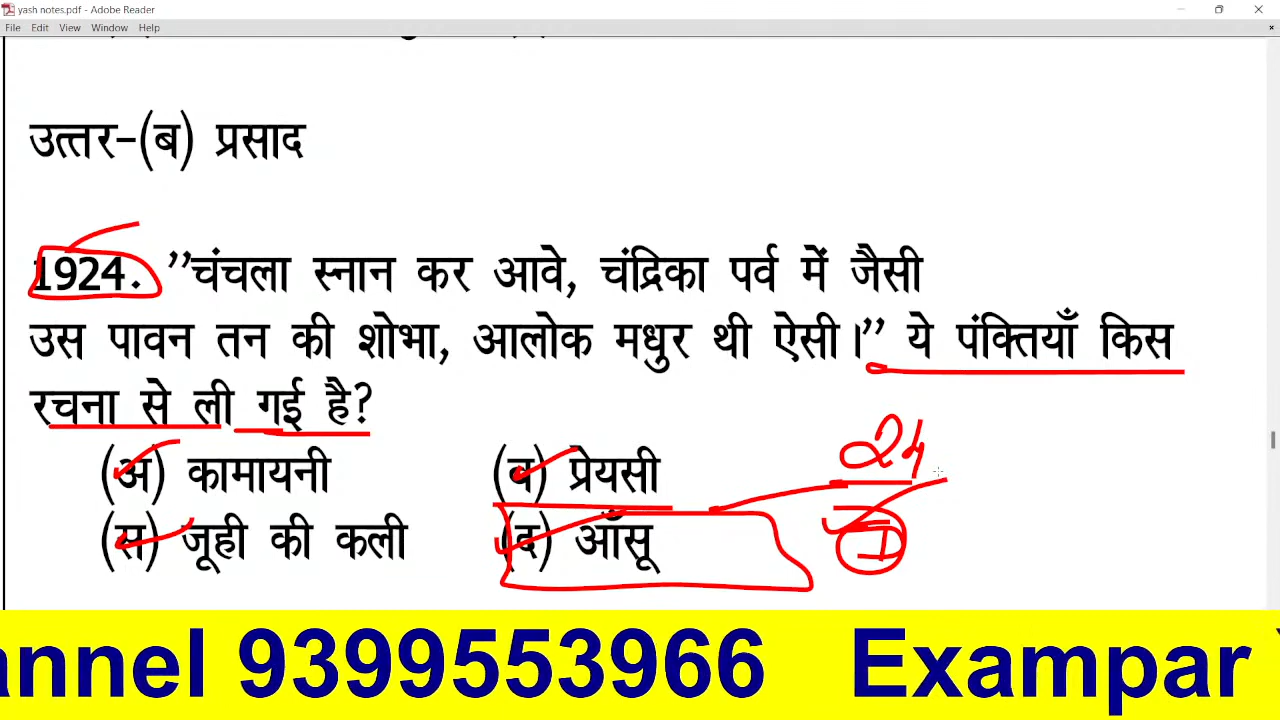 yash notes.pdf - Adobe Reader
File Edit View Window Help
उत्तर-(ब) प्रसाद
1924. ”चंचला स्नान कर आवे, चंद्रिका पर्व में जैसी
उस पावन तन की शोभा, आलोक मधुर थी ऐसी।” ये पंक्तियाँ किस
रचना से ली गई है?
(अ) कामायनी (ब) प्रेयसी
24
(स) जूही की कली (द) आँसू
annel 9399553966 Exampar